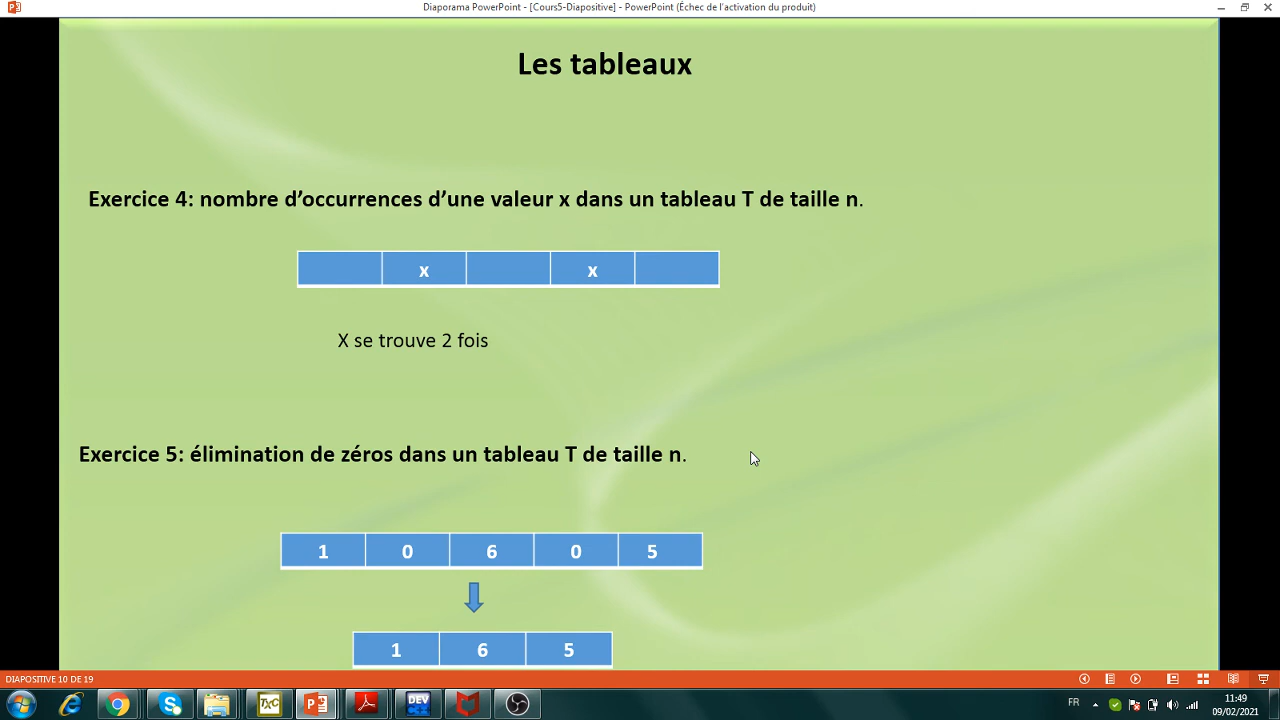 Diaporama PowerPoint - [Cours5-Diapositive] - PowerPoint (Échec de l'activation du produit)
Les tableaux
Exercice 4: nombre d'occurrences d'une valeur x dans un tableau T de taille n.
x x
X se trouve 2 fois
Exercice 5: élimination de zéros dans un tableau T de taille n.
1 0 6 0 5
1 6 5
DIAPOSITIVE 10 DE 19
FR
11:49
09/02/2021